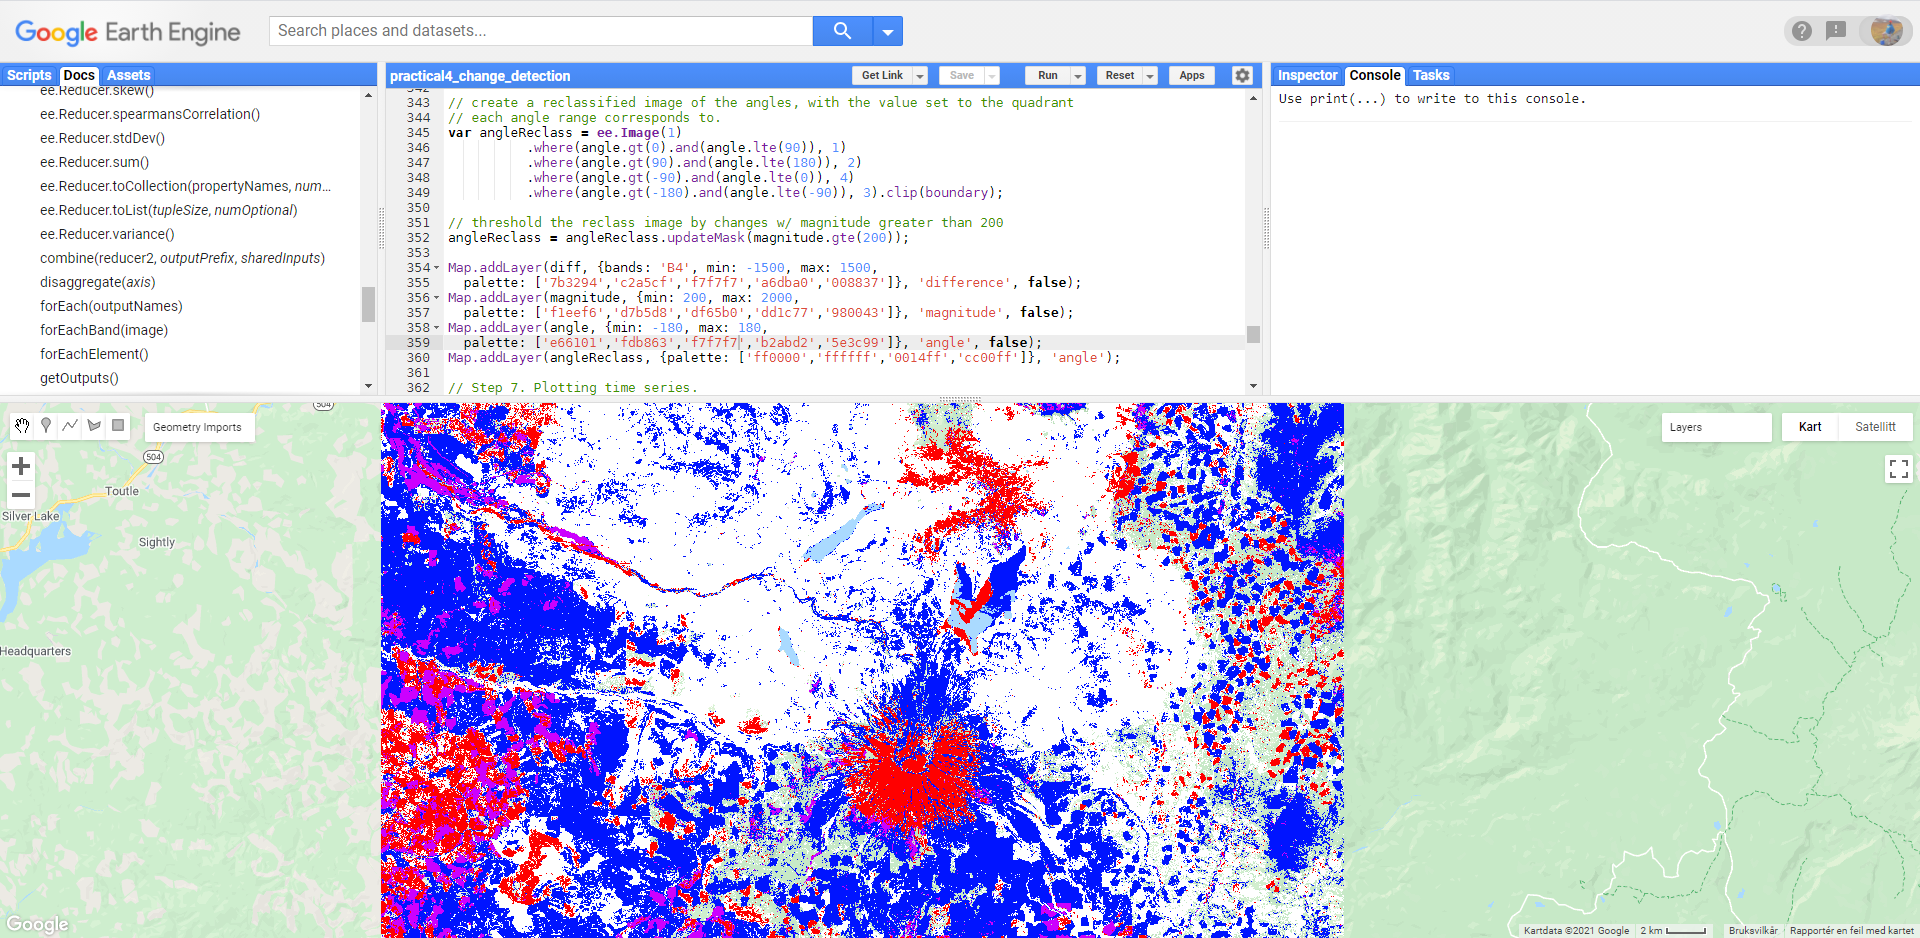 Google Earth Engine
Search places and datasets...
Scripts Docs Assets
ee.Reducer.skew()
ee.Reducer.spearmansCorrelation()
ee.Reducer.stdDev()
ee.Reducer.sum()
ee.Reducer.toCollection(propertyNames, num...
ee.Reducer.toList(tupleSize, numOptional)
ee.Reducer.variance()
combine(reducer2, outputPrefix, sharedInputs)
disaggregate(axis)
forEach(outputNames)
forEachBand(image)
forEachElement()
getOutputs()
practical4_change_detection
Get Link Save Run Reset Apps
342
343 // create a reclassified image of the angles, with the value set to the quadrant
344 // each angle range corresponds to.
345 var angleReclass = ee.Image(1)
346 .where(angle.gt(0).and(angle.lte(90)), 1)
347 .where(angle.gt(90).and(angle.lte(180)), 2)
348 .where(angle.gt(-90).and(angle.lte(0)), 4)
349 .where(angle.gt(-180).and(angle.lte(-90)), 3).clip(boundary);
350
351 // threshold the reclass image by changes w/ magnitude greater than 200
352 angleReclass = angleReclass.updateMask(magnitude.gte(200));
353
354 Map.addLayer(diff, {bands: 'B4', min: -1500, max: 1500,
355 palette: ['7b3294','c2a5cf','f7f7f7','a6dba0','008837']}, 'difference', false);
356 Map.addLayer(magnitude, {min: 200, max: 2000,
357 palette: ['f1eef6','d7b5d8','df65b0','dd1c77','980043']}, 'magnitude', false);
358 Map.addLayer(angle, {min: -180, max: 180,
359 palette: ['e66101','fdb863','f7f7f7','b2abd2','5e3c99']}, 'angle', false);
360 Map.addLayer(angleReclass, {palette: ['ff0000','ffffff','0014ff','cc00ff']}, 'angle');
361
362 // Step 7. Plotting time series.
Inspector Console Tasks
Use print(...) to write to this console.
Geometry Imports
Layers
Kart Satellitt
504
504
Toutle
Silver Lake
Sightly
Headquarters
Google
Kartdata ©2021 Google 2 km Bruksvilkår Rapportér en feil med kartet